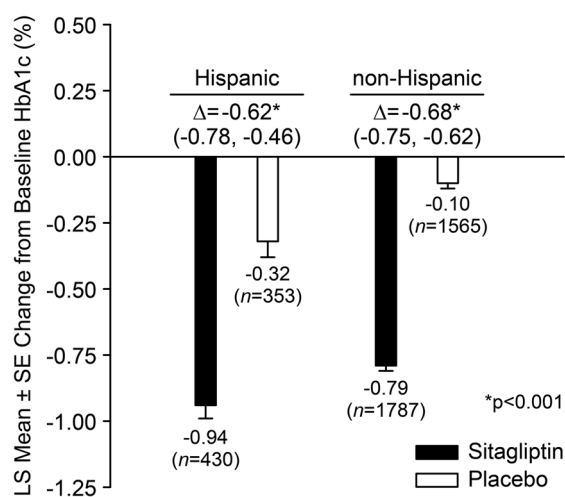 LS Mean ± SE Change from Baseline HbA1c (%)
0.50
0.25
0.00
-0.25
-0.50
-0.75
-1.00
-1.25
Hispanic
Δ=-0.62*
(-0.78, -0.46)
non-Hispanic
Δ=-0.68*
(-0.75, -0.62)
-0.94
(n=430)
-0.32
(n=353)
-0.79
(n=1787)
-0.10
(n=1565)
*p<0.001
Sitagliptin
Placebo